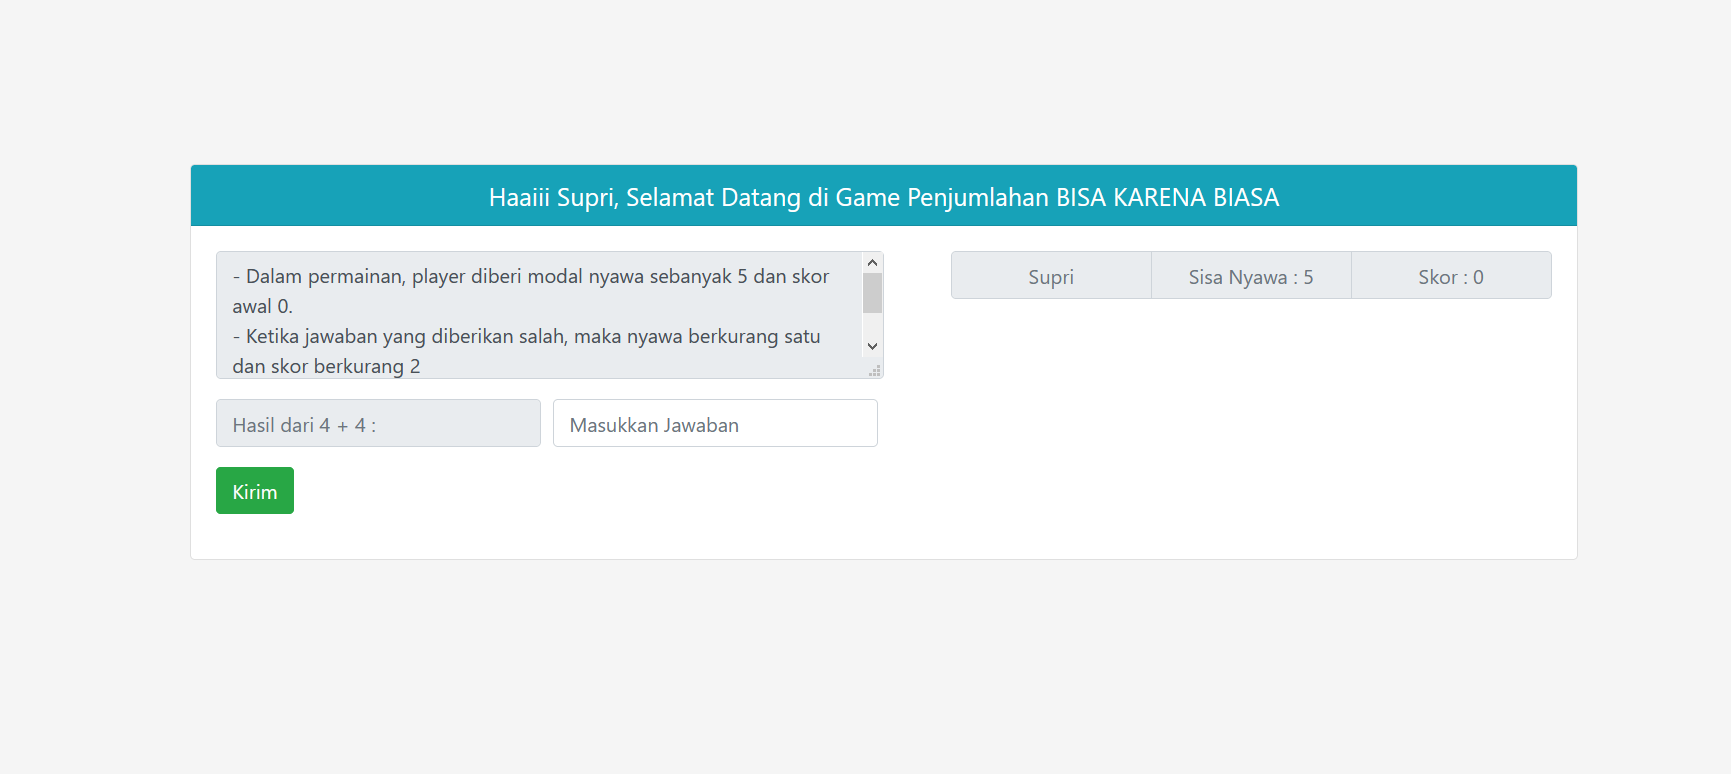 Haaiii Supri, Selamat Datang di Game Penjumlahan BISA KARENA BIASA
- Dalam permainan, player diberi modal nyawa sebanyak 5 dan skor
awal 0.
- Ketika jawaban yang diberikan salah, maka nyawa berkurang satu
dan skor berkurang 2
Supri
Sisa Nyawa : 5
Skor : 0
Hasil dari 4 + 4 :
Masukkan Jawaban
Kirim